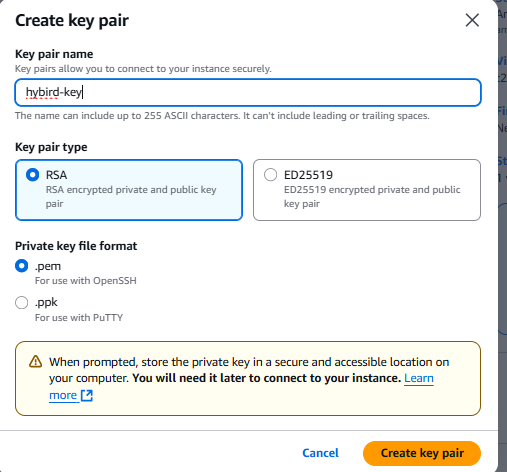 Create key pair
Key pair name
Key pairs allow you to connect to your instance securely.
hybird-key
The name can include up to 255 ASCII characters. It can't include leading or trailing spaces.
Key pair type
RSA
RSA encrypted private and public key
pair
ED25519
ED25519 encrypted private and public
key pair
Private key file format
.pem
For use with OpenSSH
.ppk
For use with PuTTY
When prompted, store the private key in a secure and accessible location on
your computer. You will need it later to connect to your instance. Learn
more
Cancel
Create key pair